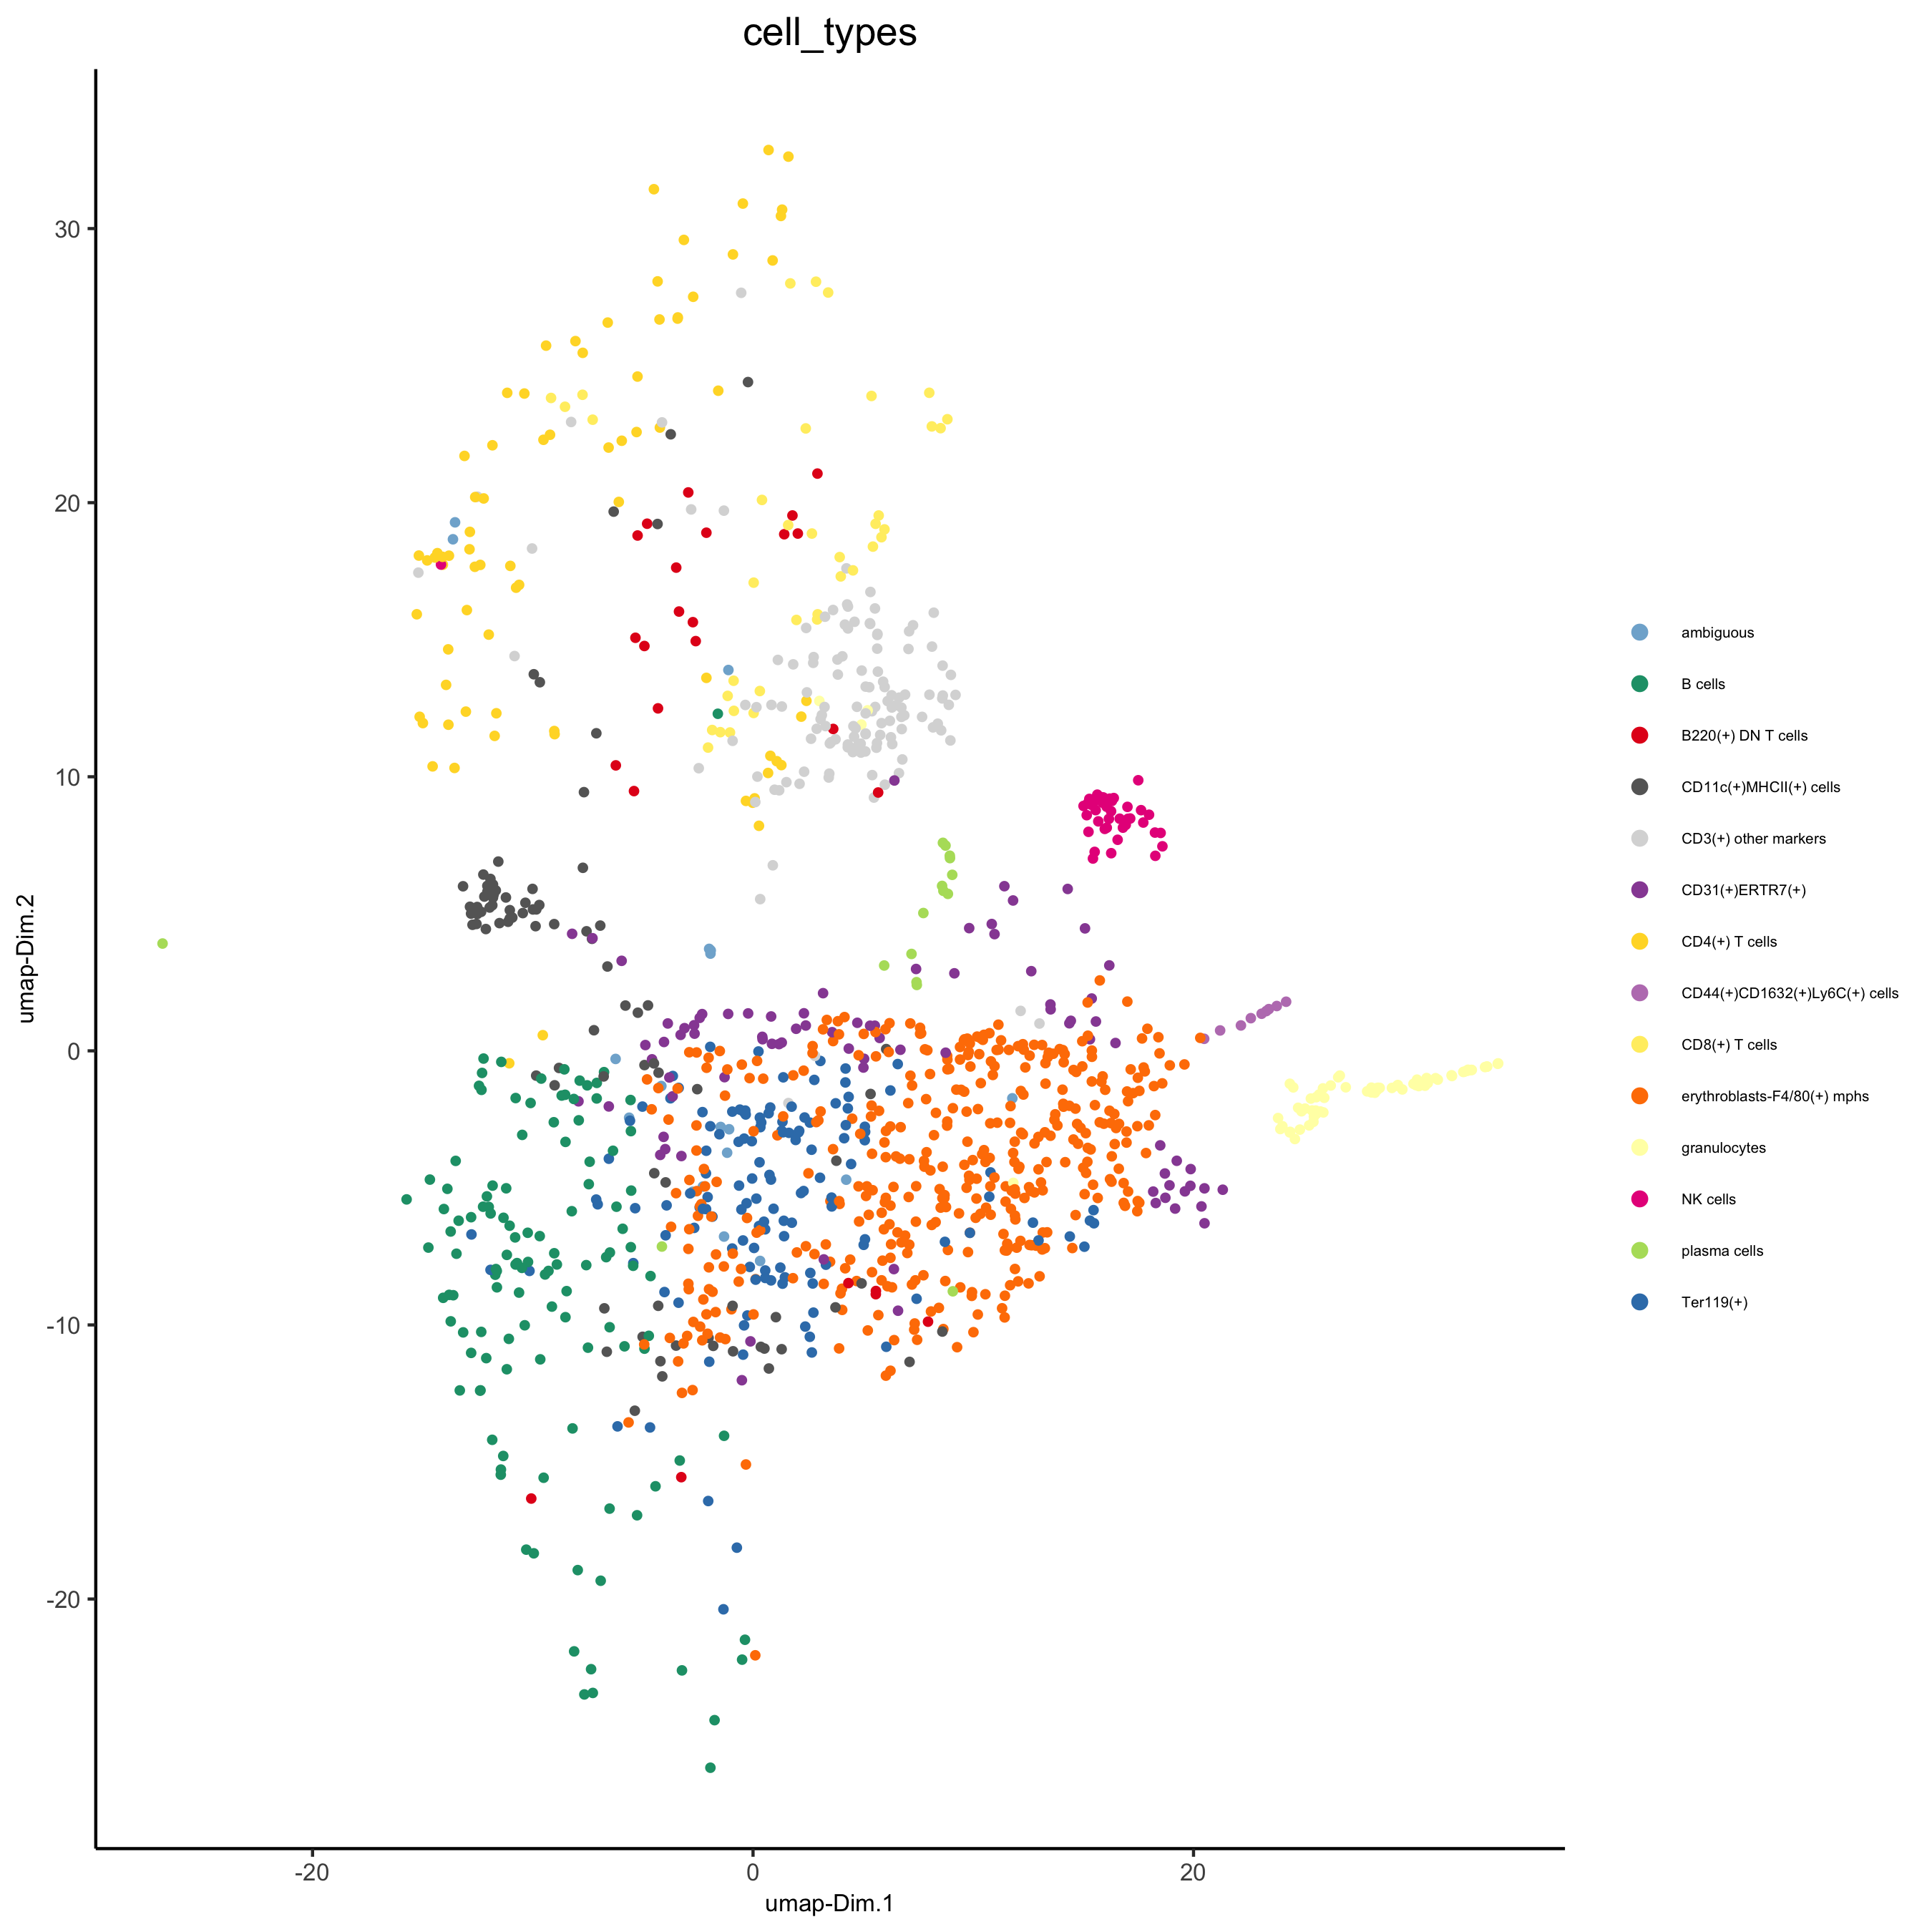 cell_types
30
20
10
0
-10
-20
umap-Dim.2
-20
0
20
umap-Dim.1
ambiguous
B cells
B220(+) DN T cells
CD11c(+)MHCII(+) cells
CD3(+) other markers
CD31(+)ERTR7(+)
CD4(+) T cells
CD44(+)CD1632(+)Ly6C(+) cells
CD8(+) T cells
erythroblasts-F4/80(+) mphs
granulocytes
NK cells
plasma cells
Ter119(+)